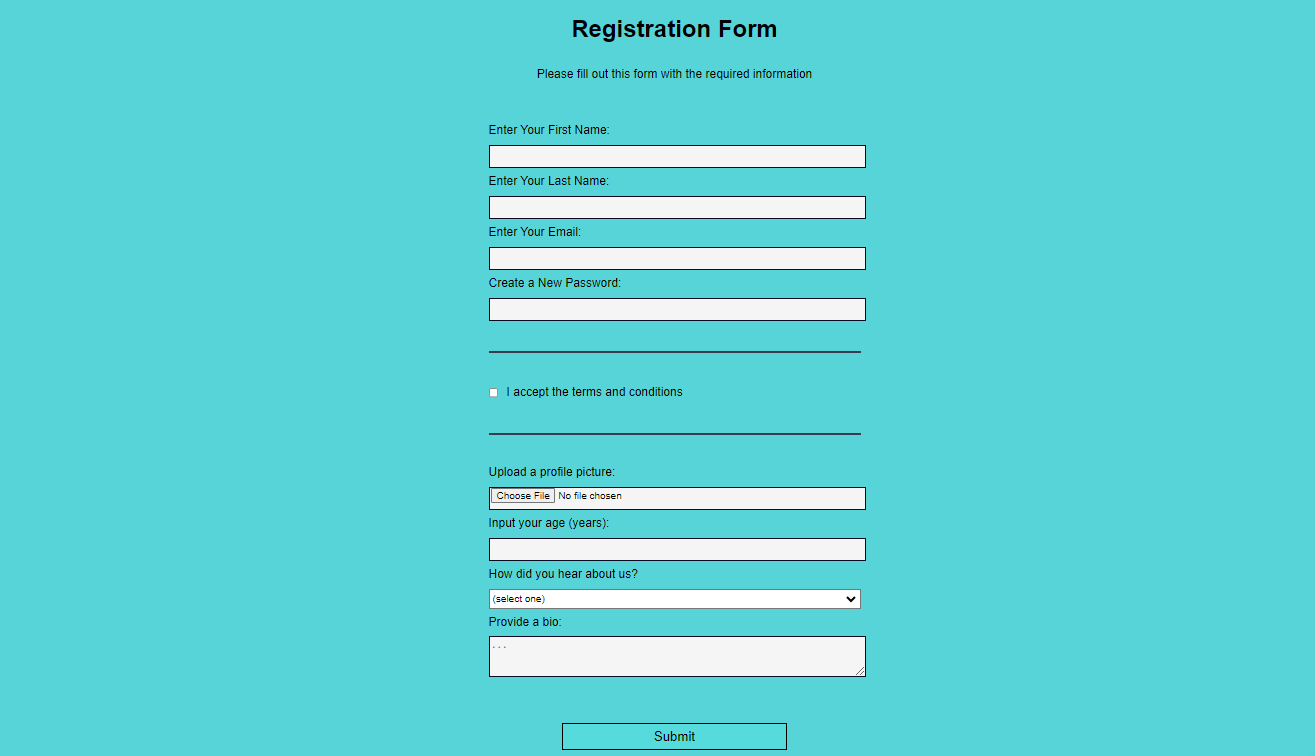 Registration Form
Please fill out this form with the required information
Enter Your First Name:
Enter Your Last Name:
Enter Your Email:
Create a New Password:
I accept the terms and conditions
Upload a profile picture:
Choose File No file chosen
Input your age (years):
How did you hear about us?
(select one)
Provide a bio:
...
Submit